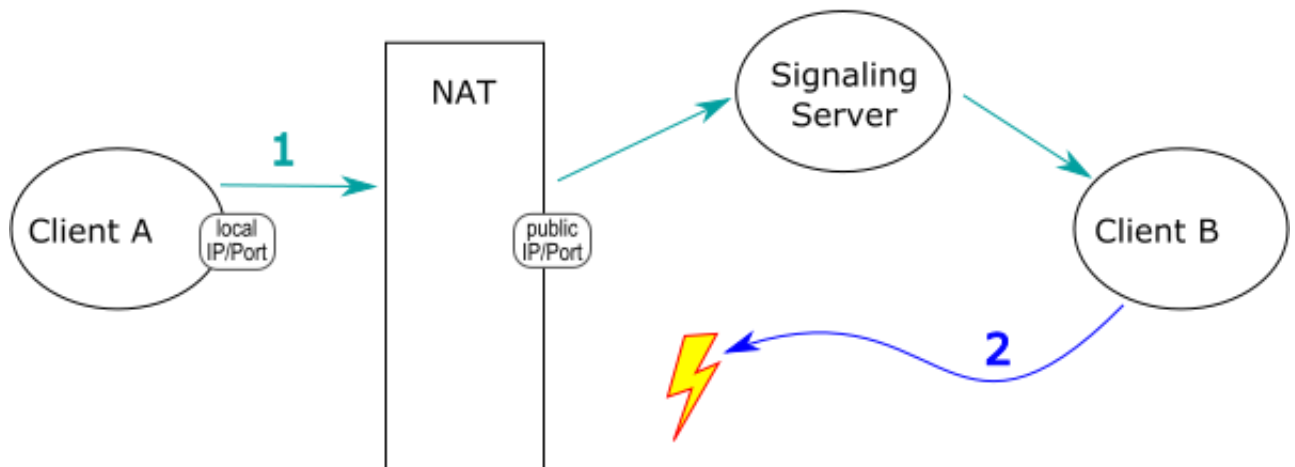 NAT
Signaling
Server
1
Client A
local
IP/Port
public
IP/Port
Client B
2